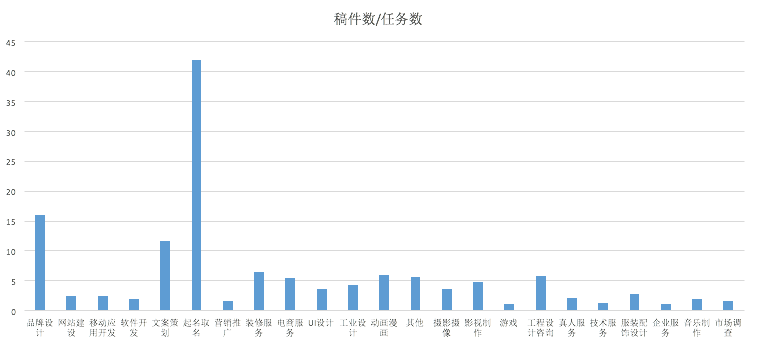 稿件数/任务数
45
40
35
30
25
20
15
10
5
0
品牌设计
网站建设
移动应用开发
软件开发
文案策划
起名取名
营销推广
装修服务
电商服务
UI设计
工业设计
动画漫画
其他
摄影摄像
影视制作
游戏
工程设计咨询
真人服务
技术服务
服装配饰设计
企业服务
音乐制作
市场调查